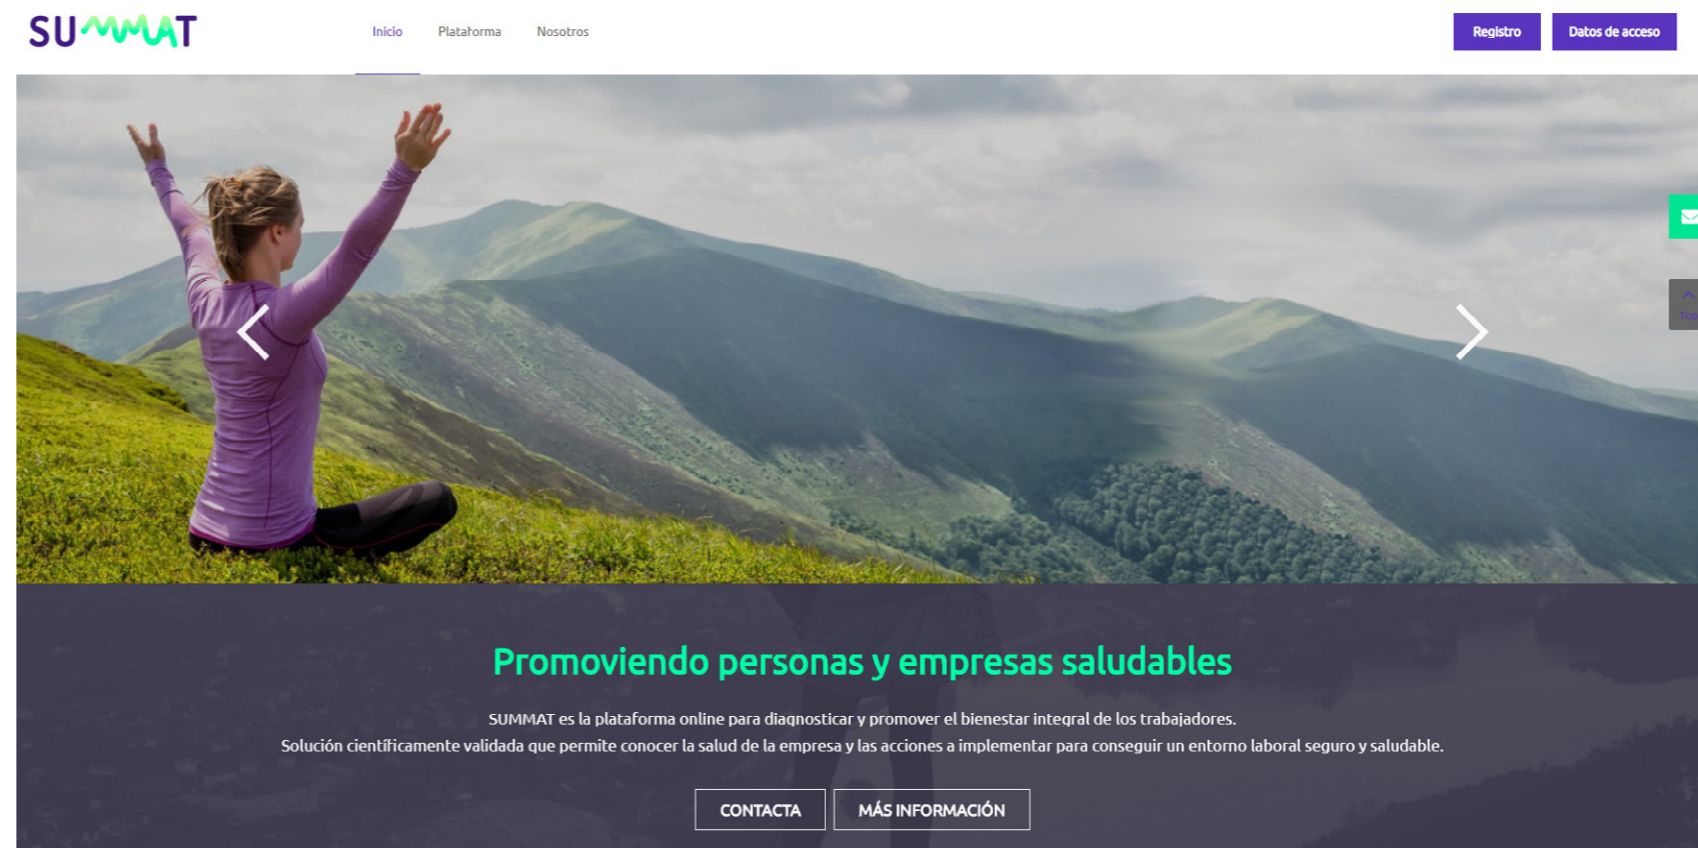 SUMMAT
Inicio Plataforma Nosotros
Registro Datos de acceso
Top
Promoviendo personas y empresas saludables
SUMMAT es la plataforma online para diagnosticar y promover el bienestar integral de los trabajadores.
Solución científicamente validada que permite conocer la salud de la empresa y las acciones a implementar para conseguir un entorno laboral seguro y saludable.
CONTACTA MÁS INFORMACIÓN